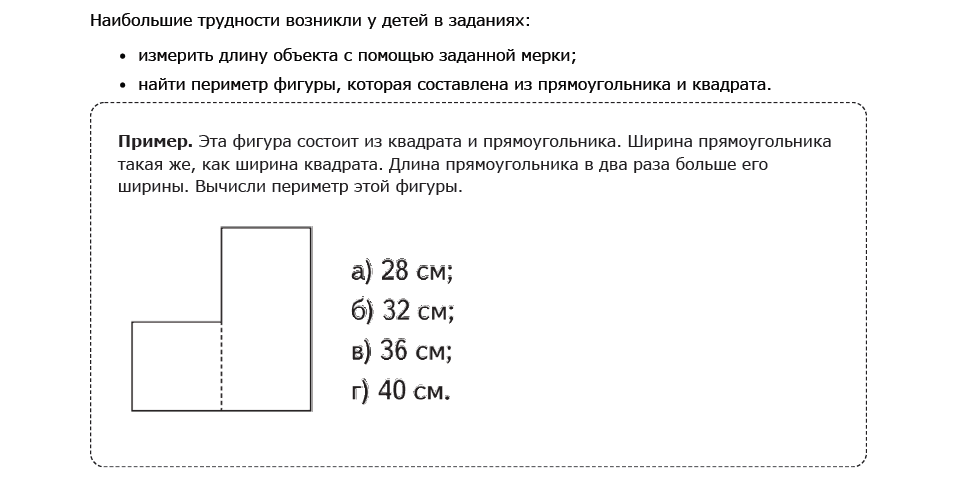 Наибольшие трудности возникли у детей в заданиях:
• измерить длину объекта с помощью заданной мерки;
• найти периметр фигуры, которая составлена из прямоугольника и квадрата.
Пример. Эта фигура состоит из квадрата и прямоугольника. Ширина прямоугольника
такая же, как ширина квадрата. Длина прямоугольника в два раза больше его
ширины. Вычисли периметр этой фигуры.
а) 28 см;
б) 32 см;
в) 36 см;
г) 40 см.